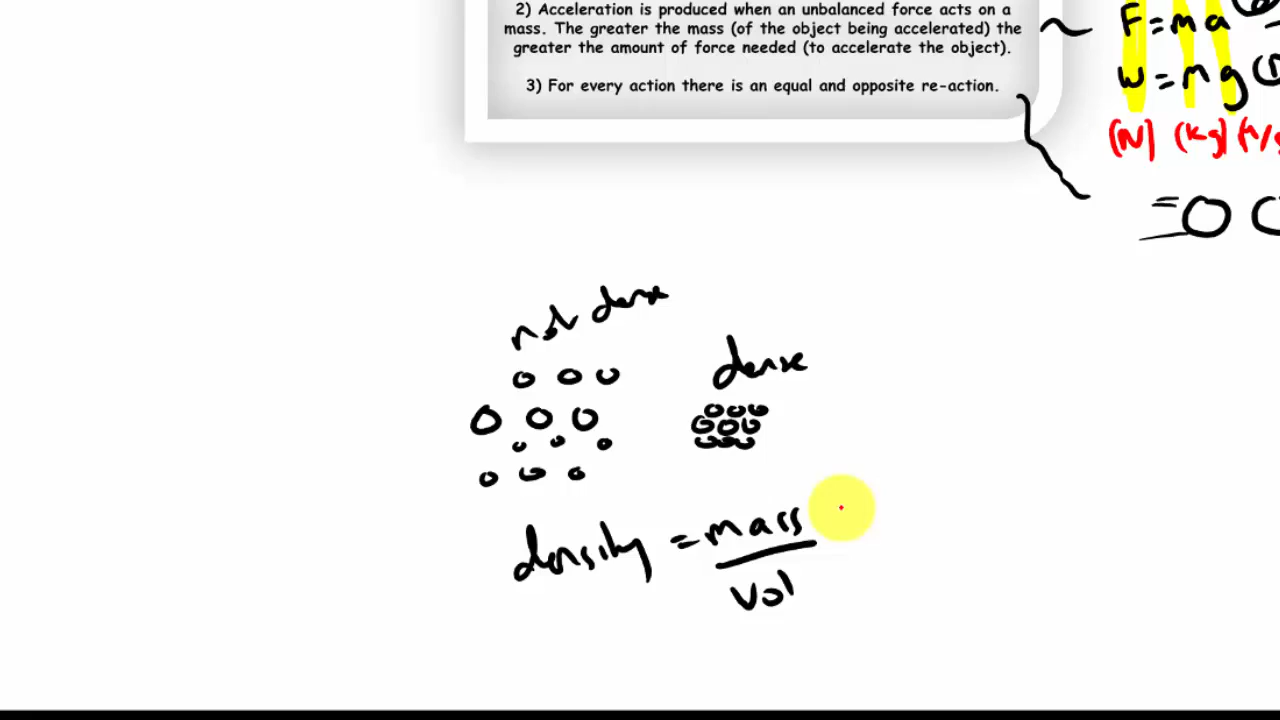 2) Acceleration is produced when an unbalanced force acts on a
mass. The greater the mass (of the object being accelerated) the
greater the amount of force needed (to accelerate the object).
3) For every action there is an equal and opposite re-action.
F = ma
W = mg
(N) (kg)
=
not dense
dense
density = mass
vol